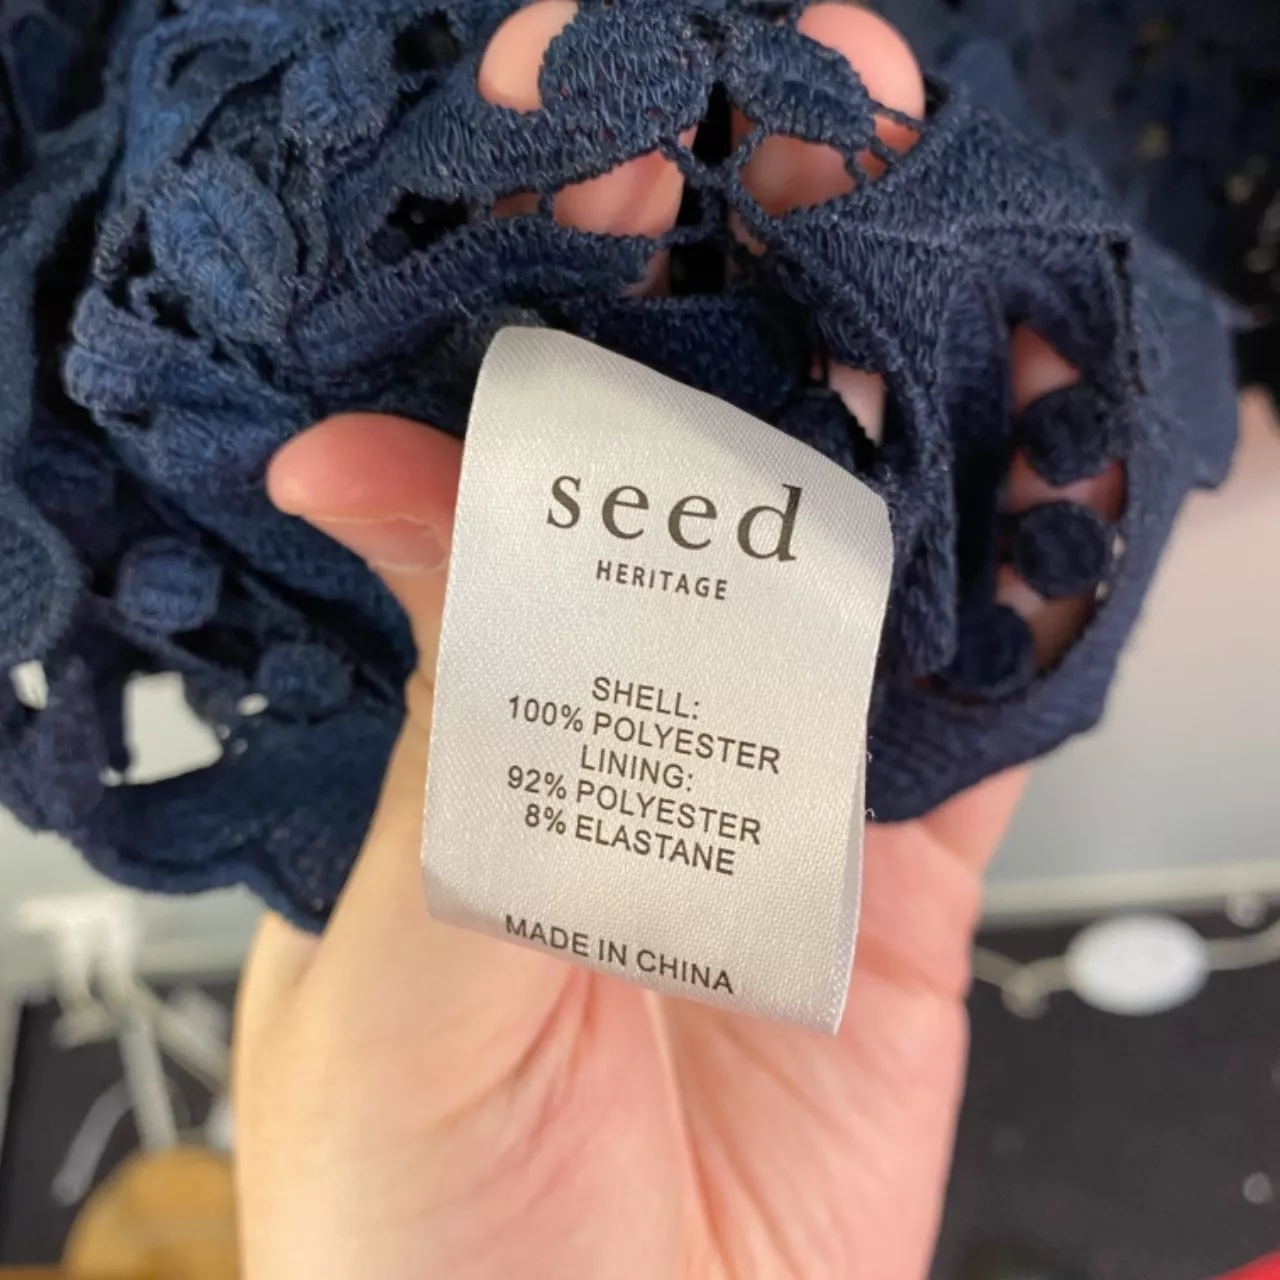 seed
HERITAGE
SHELL:
100% POLYESTER
LINING:
92% POLYESTER
8% ELASTANE
MADE IN CHINA